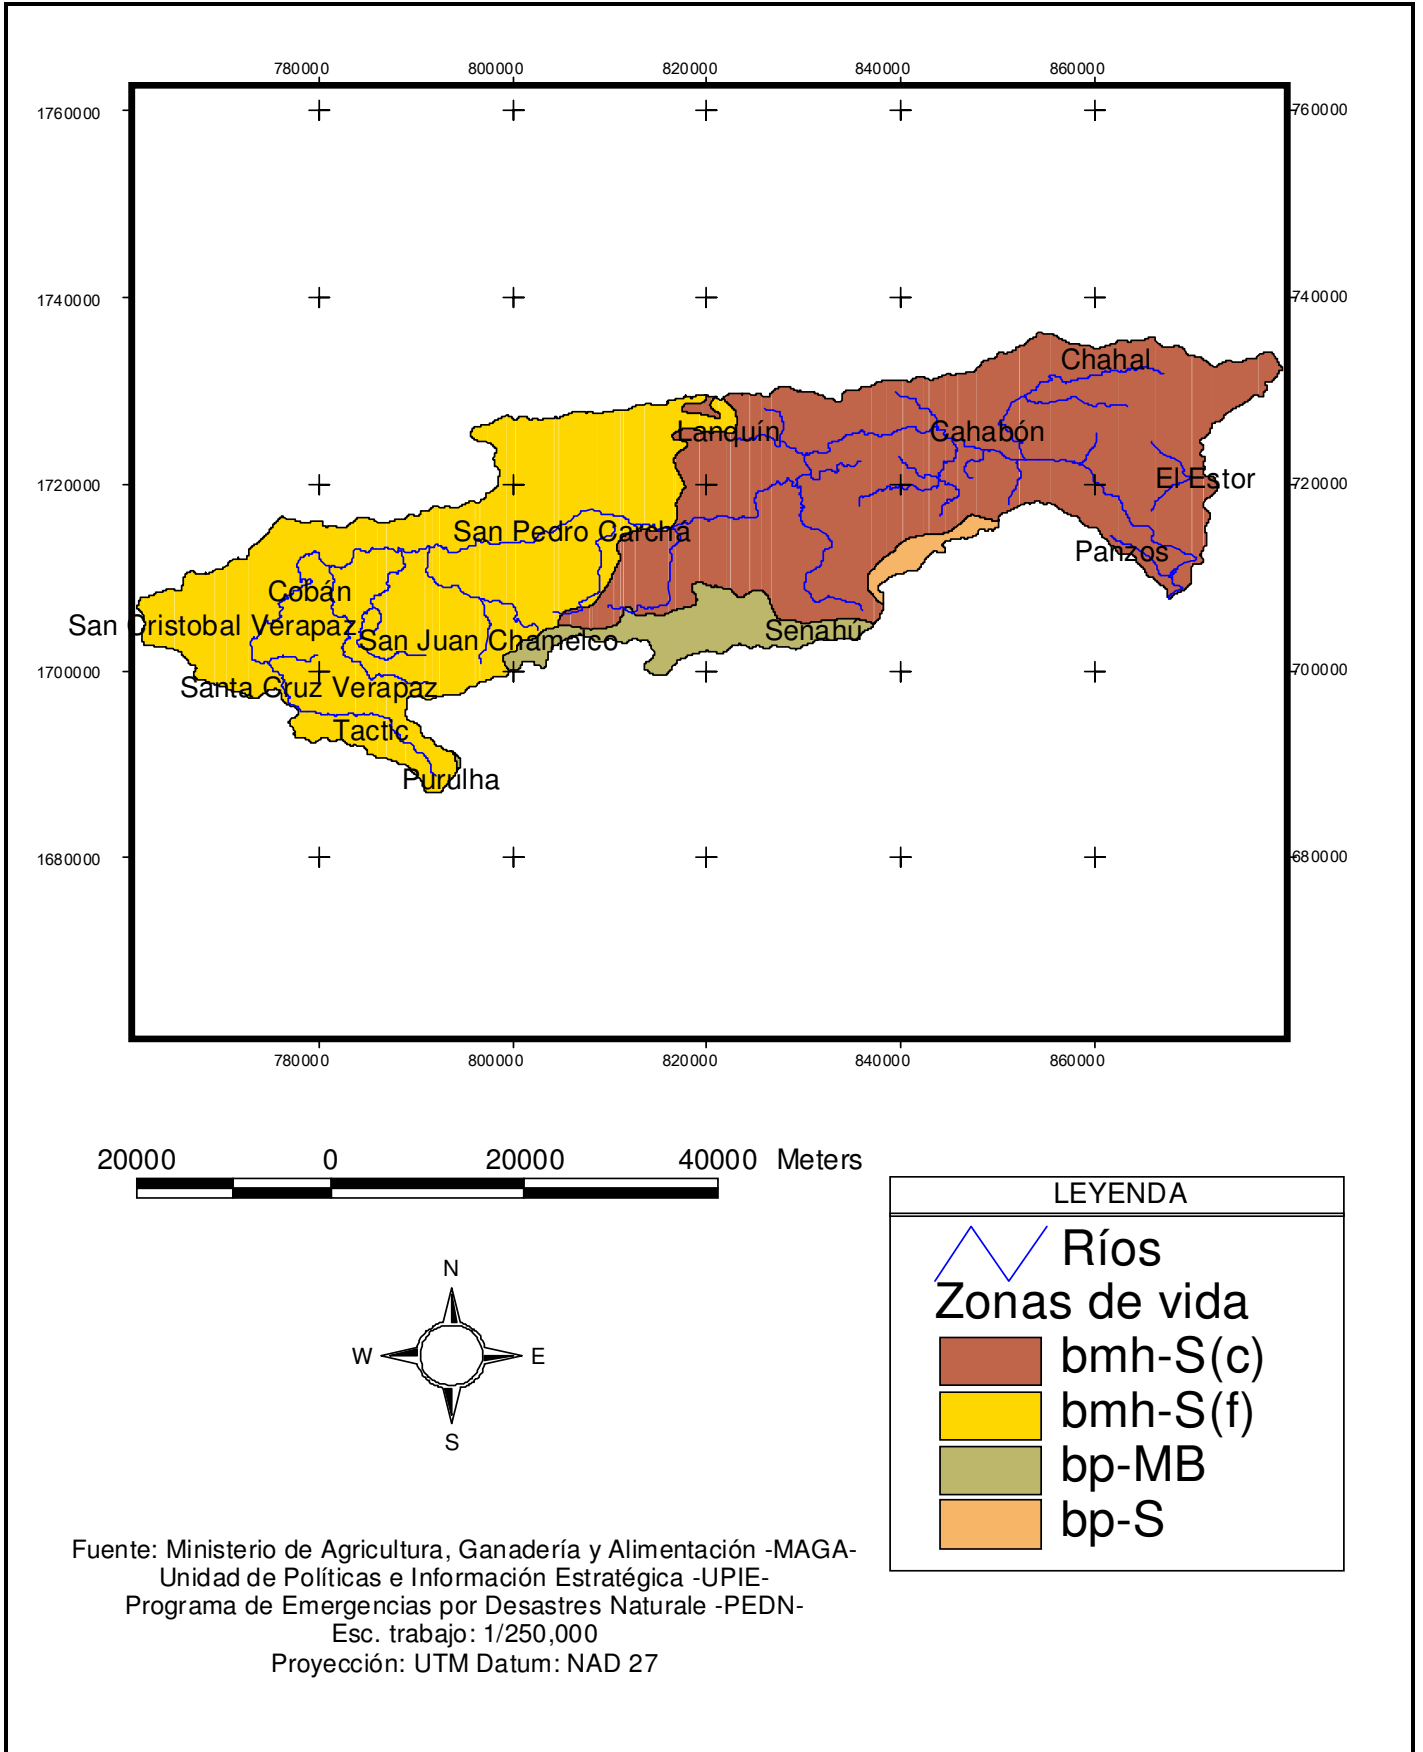 780000 800000 820000 840000 860000
1760000 760000
1740000 740000
Chahal
Lanquín Cahabón
1720000 El Estor 720000
San Pedro Carcha
Panzos
Cobán
San Cristobal Verapaz Senahú
San Juan Chamelco
1700000 700000
Santa Cruz Verapaz
Tactic
Purulha
1680000 680000
780000 800000 820000 840000 860000
20000 0 20000 40000 Meters
LEYENDA
Ríos
Zonas de vida
bmh-S(c)
bmh-S(f)
bp-MB
bp-S
N
W E
S
Fuente: Ministerio de Agricultura, Ganadería y Alimentación -MAGA-
Unidad de Políticas e Información Estratégica -UPIE-
Programa de Emergencias por Desastres Naturale -PEDN-
Esc. trabajo: 1/250,000
Proyección: UTM Datum: NAD 27